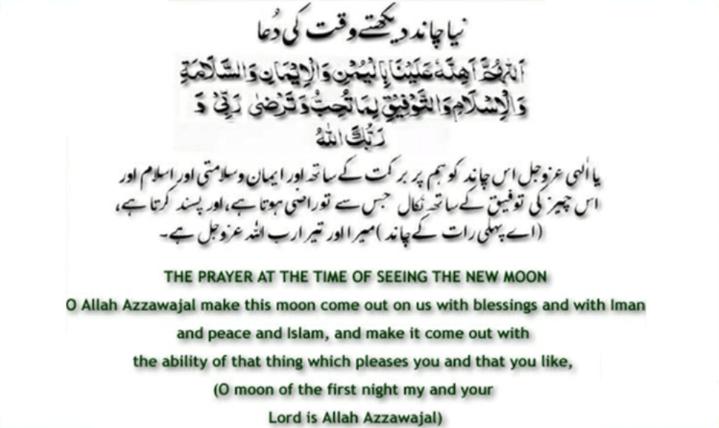 نیا چاند دیکھتے وقت کی دُعا
اَللّٰهُمَّ اَهِلَّهٗ عَلَيْنَا بِالْيُمْنِ وَالْاِيْمَانِ وَالسَّلَامَةِ
وَالْاِسْلَامِ وَالتَّوْفِيْقِ لِمَا تُحِبُّ وَتَرْضٰى رَبِّىْ وَ
رَبُّكَ اللّٰهُ
یا الٰہی عزوجل اس چاند کو ہم پر برکت کے ساتھ اور ایمان و سلامتی اور اسلام اور
اس چیز کی توفیق کے ساتھ نکال جس سے تو راضی ہوتا ہے، اور پسند کرتا ہے،
(اے پہلی رات کے چاند) میرا اور تیرا رب اللہ عزوجل ہے۔
THE PRAYER AT THE TIME OF SEEING THE NEW MOON
O Allah Azzawajal make this moon come out on us with blessings and with Iman
and peace and Islam, and make it come out with
the ability of that thing which pleases you and that you like,
(O moon of the first night my and your
Lord is Allah Azzawajal)